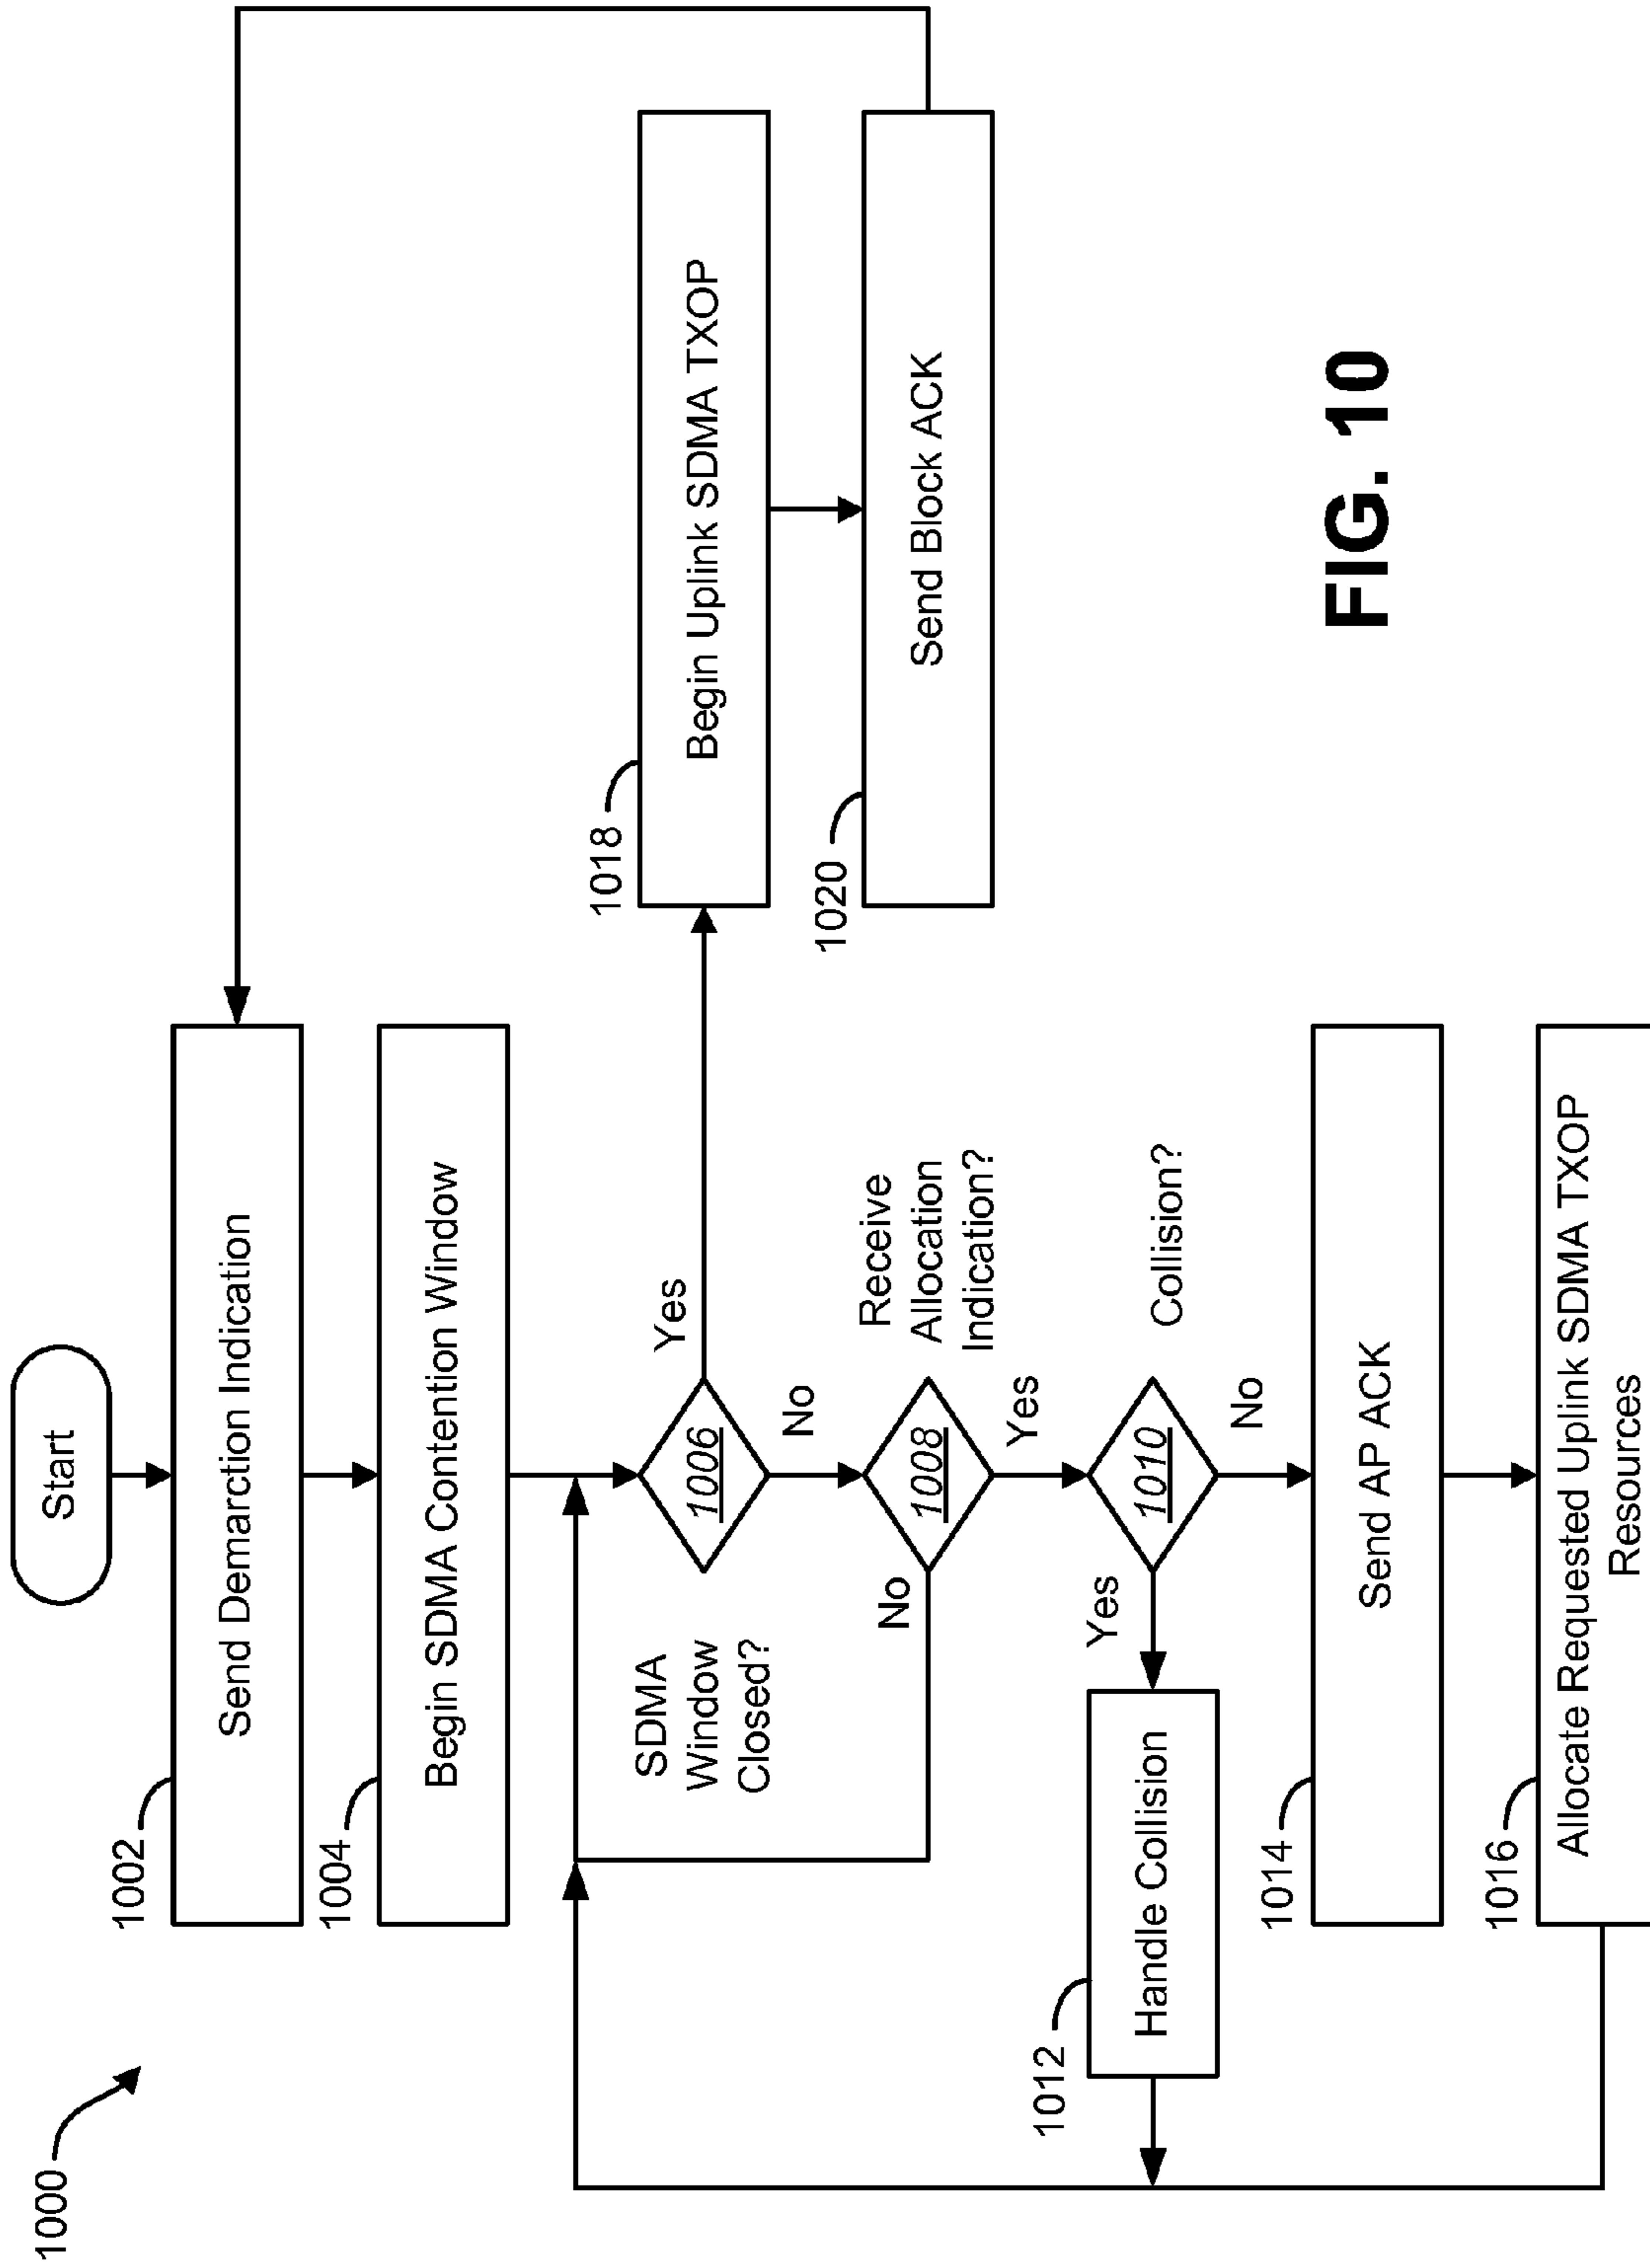 1000
Start
1002
Send Demarction Indication
1004
Begin SDMA Contention Window
SDMA
Window
Closed?
1006
Yes
No
1018
Begin Uplink SDMA TXOP
1020
Send Block ACK
Receive
Allocation
Indication?
1008
No
Yes
Collision?
1010
Yes
No
1012
Handle Collision
1014
Send AP ACK
1016
Allocate Requested Uplink SDMA TXOP
Resources
FIG. 10